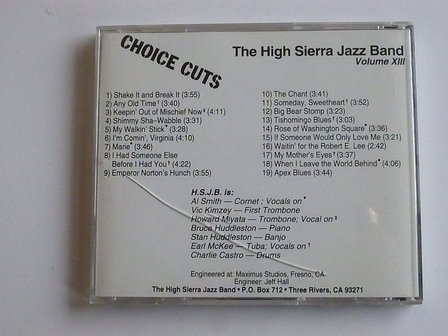 CHOICE CUTS
The High Sierra Jazz Band
Volume XIII
1) Shake It and Break It (3:55)
2) Any Old Time† (3:40)
3) Keepin' Out of Mischief Now‡ (4:11)
4) Shimmy Sha-Wabble (3:31)
5) My Walkin' Stick* (3:28)
6) I'm Comin', Virginia (4:10)
7) Marie* (4:46)
8) I Had Someone Else
Before I Had You† (4:22)
9) Emperor Norton's Hunch (3:55)
10) The Chant (3:41)
11) Someday, Sweetheart† (3:52)
12) Big Bear Stomp (3:23)
13) Tishomingo Blues† (3:03)
14) Rose of Washington Square* (3:36)
15) If Someone Would Only Love Me (3:21)
16) Waitin' for the Robert E. Lee (2:42)
17) My Mother's Eyes† (3:37)
18) When I Leave the World Behind* (4:06)
19) Apex Blues (3:44)
H.S.J.B. is:
Al Smith — Cornet ; Vocals on *
Vic Kimzey — First Trombone
Howard Miyata — Trombone; Vocal on ‡
Bruce Huddleston — Piano
Stan Huddleston — Banjo
Earl McKee — Tuba; Vocals on †
Charlie Castro — Drums
Engineered at: Maximus Studios, Fresno, CA
Engineer: Jeff Hall
The High Sierra Jazz Band • P.O. Box 712 • Three Rivers, CA 93271